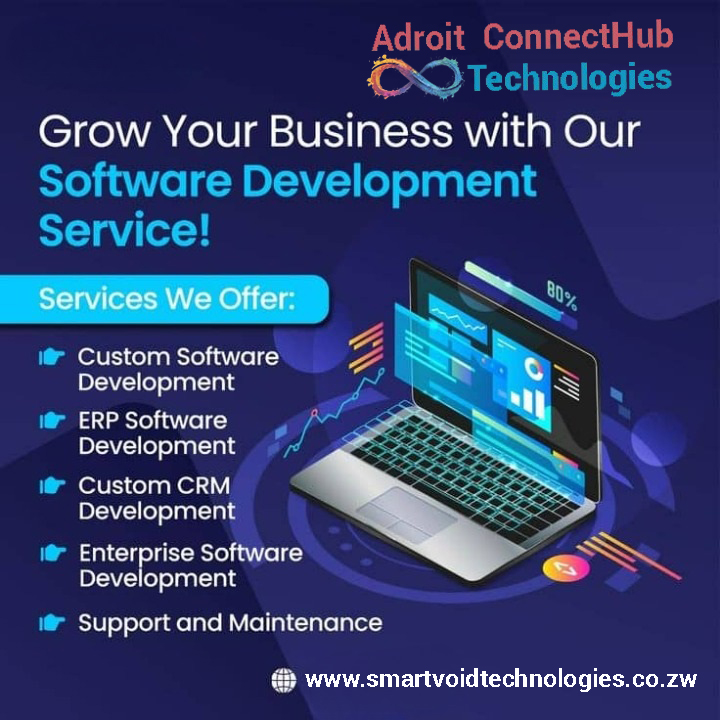 Adroit ConnectHub
Technologies
Grow Your Business with Our
Software Development
Service!
Services We Offer:
80%
Custom Software
Development
ERP Software
Development
Custom CRM
Development
Enterprise Software
Development
Support and Maintenance
www.smartvoidtechnologies.co.zw